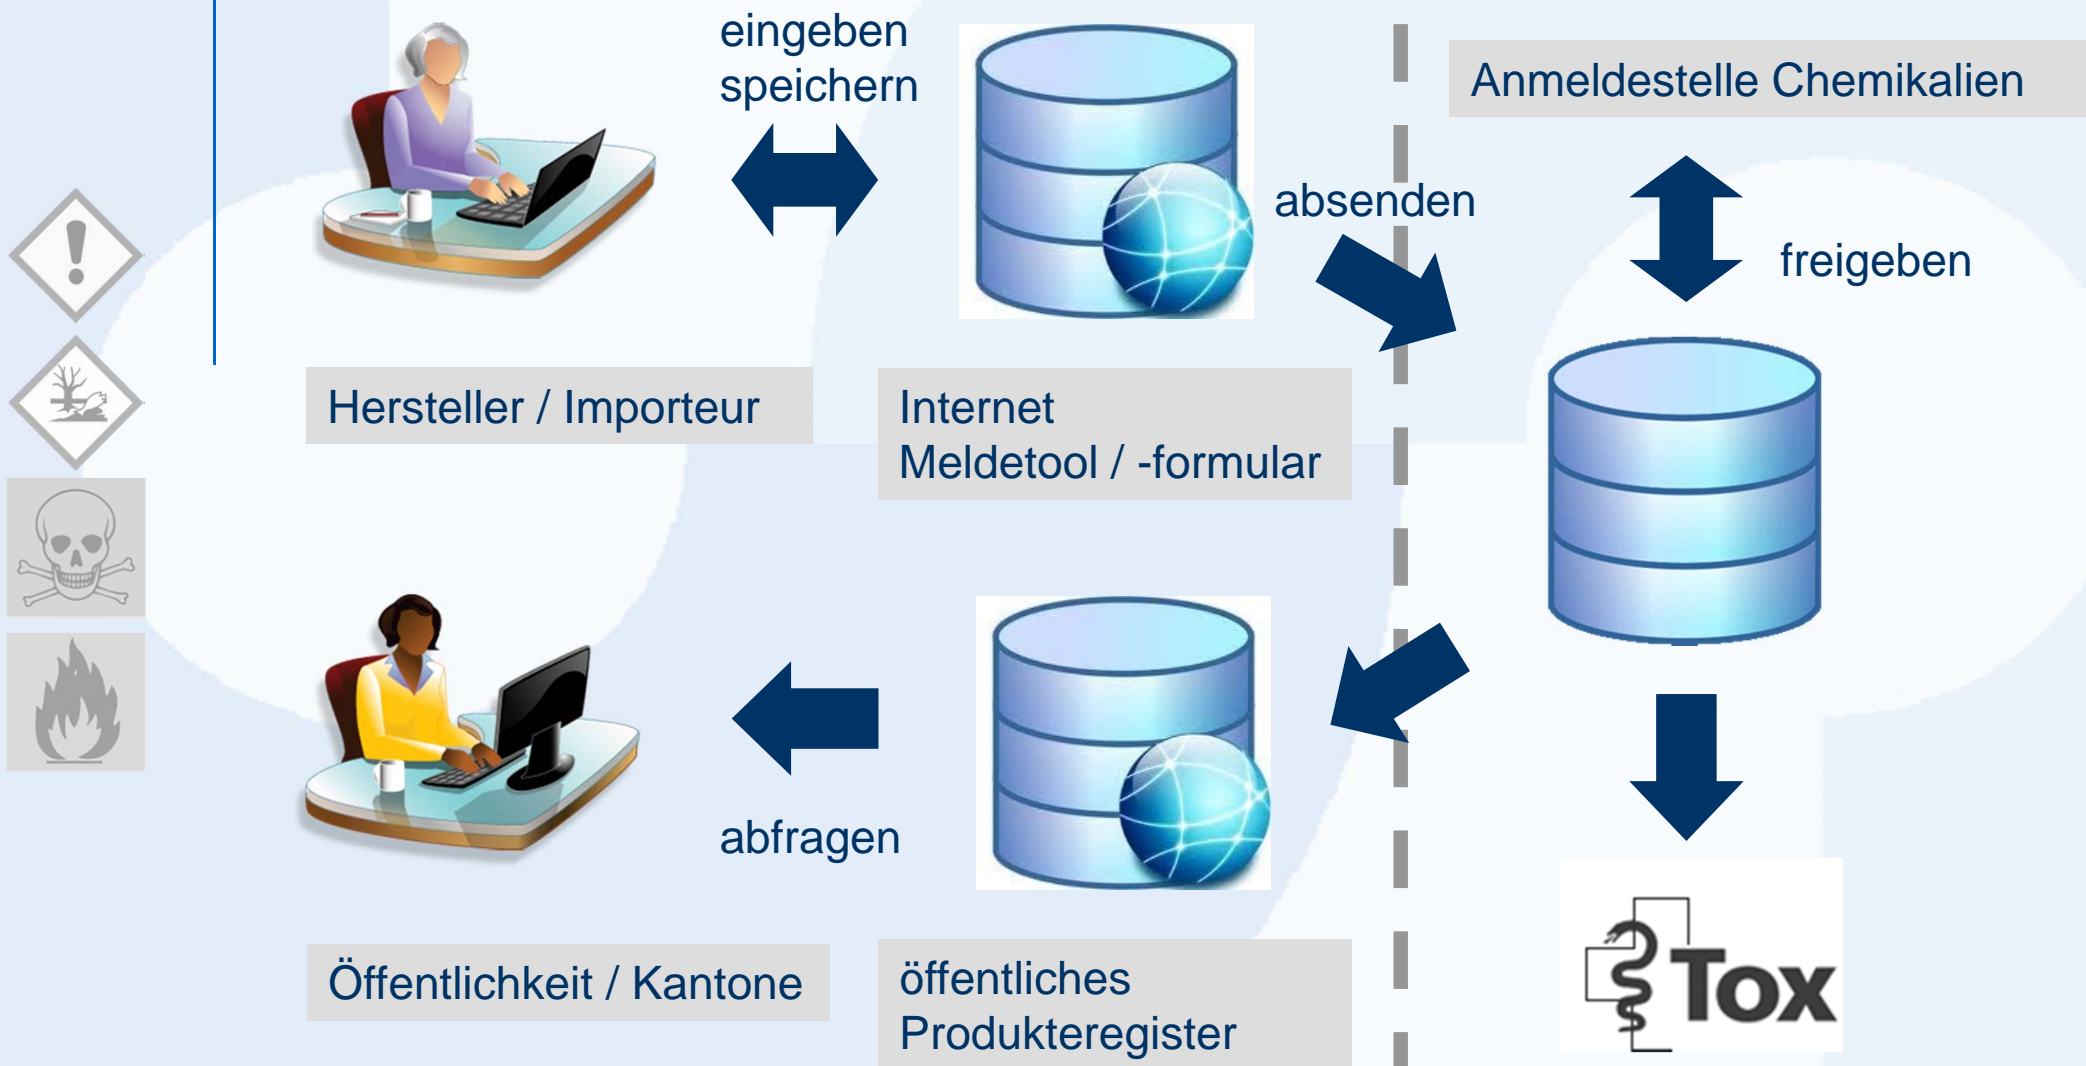 eingeben
speichern
Anmeldestelle Chemikalien
absenden
freigeben
Hersteller / Importeur
Internet
Meldetool / -formular
abfragen
Öffentlichkeit / Kantone
öffentliches
Produkteregister
Tox